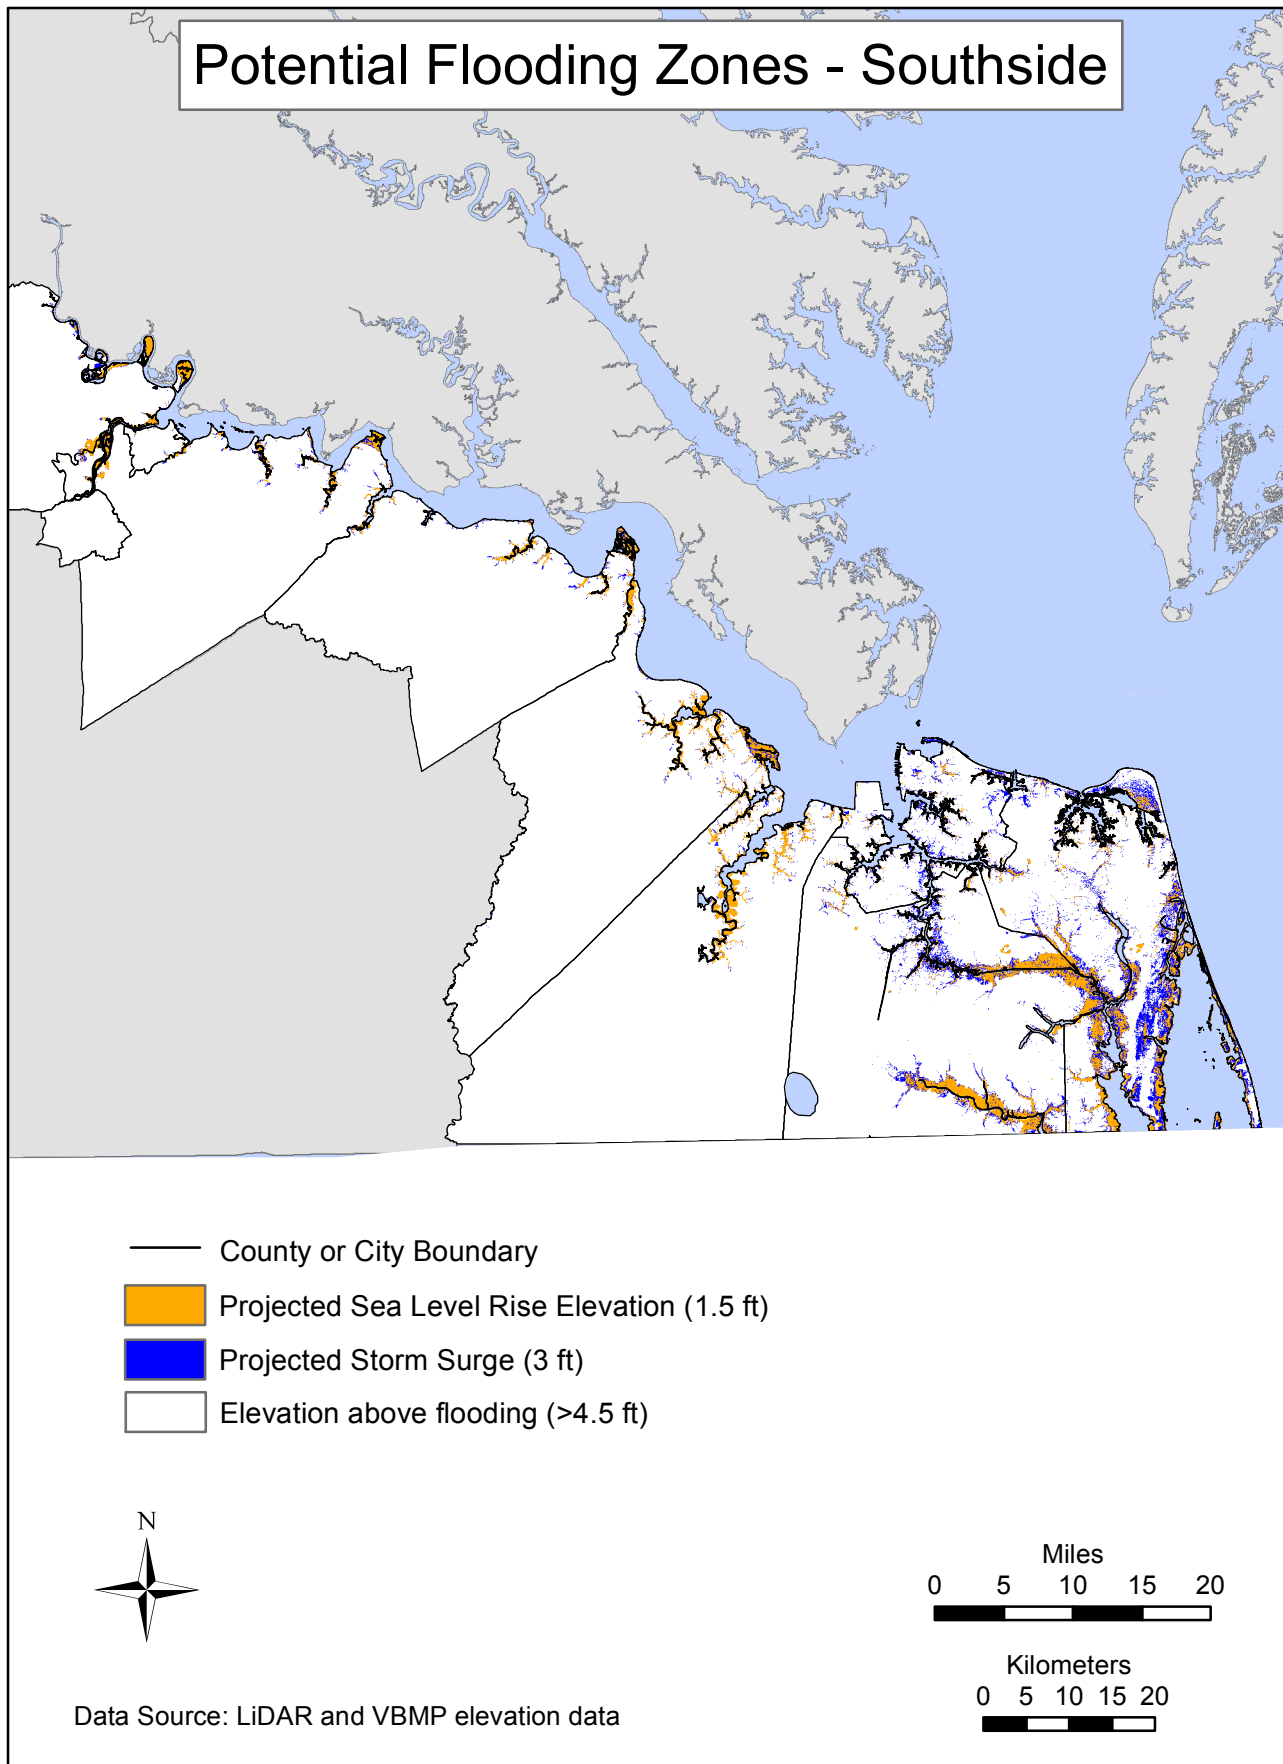 Potential Flooding Zones - Southside
County or City Boundary
Projected Sea Level Rise Elevation (1.5 ft)
Projected Storm Surge (3 ft)
Elevation above flooding (>4.5 ft)
N
Miles
0 5 10 15 20
Kilometers
0 5 10 15 20
Data Source: LiDAR and VBMP elevation data